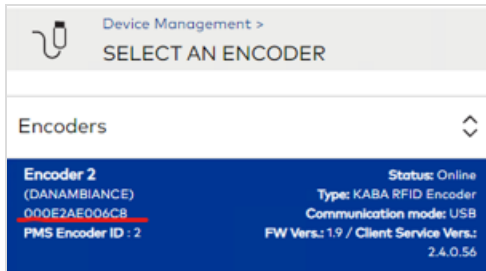 Device Management >
SELECT AN ENCODER
Encoders
Encoder 2
Status: Online
(DANAMBIANCE)
Type: KABA RFID Encoder
000E2AE006C8
Communication mode: USB
PMS Encoder ID : 2
FW Vers.: 1.9 / Client Service Vers.:
2.4.0.56